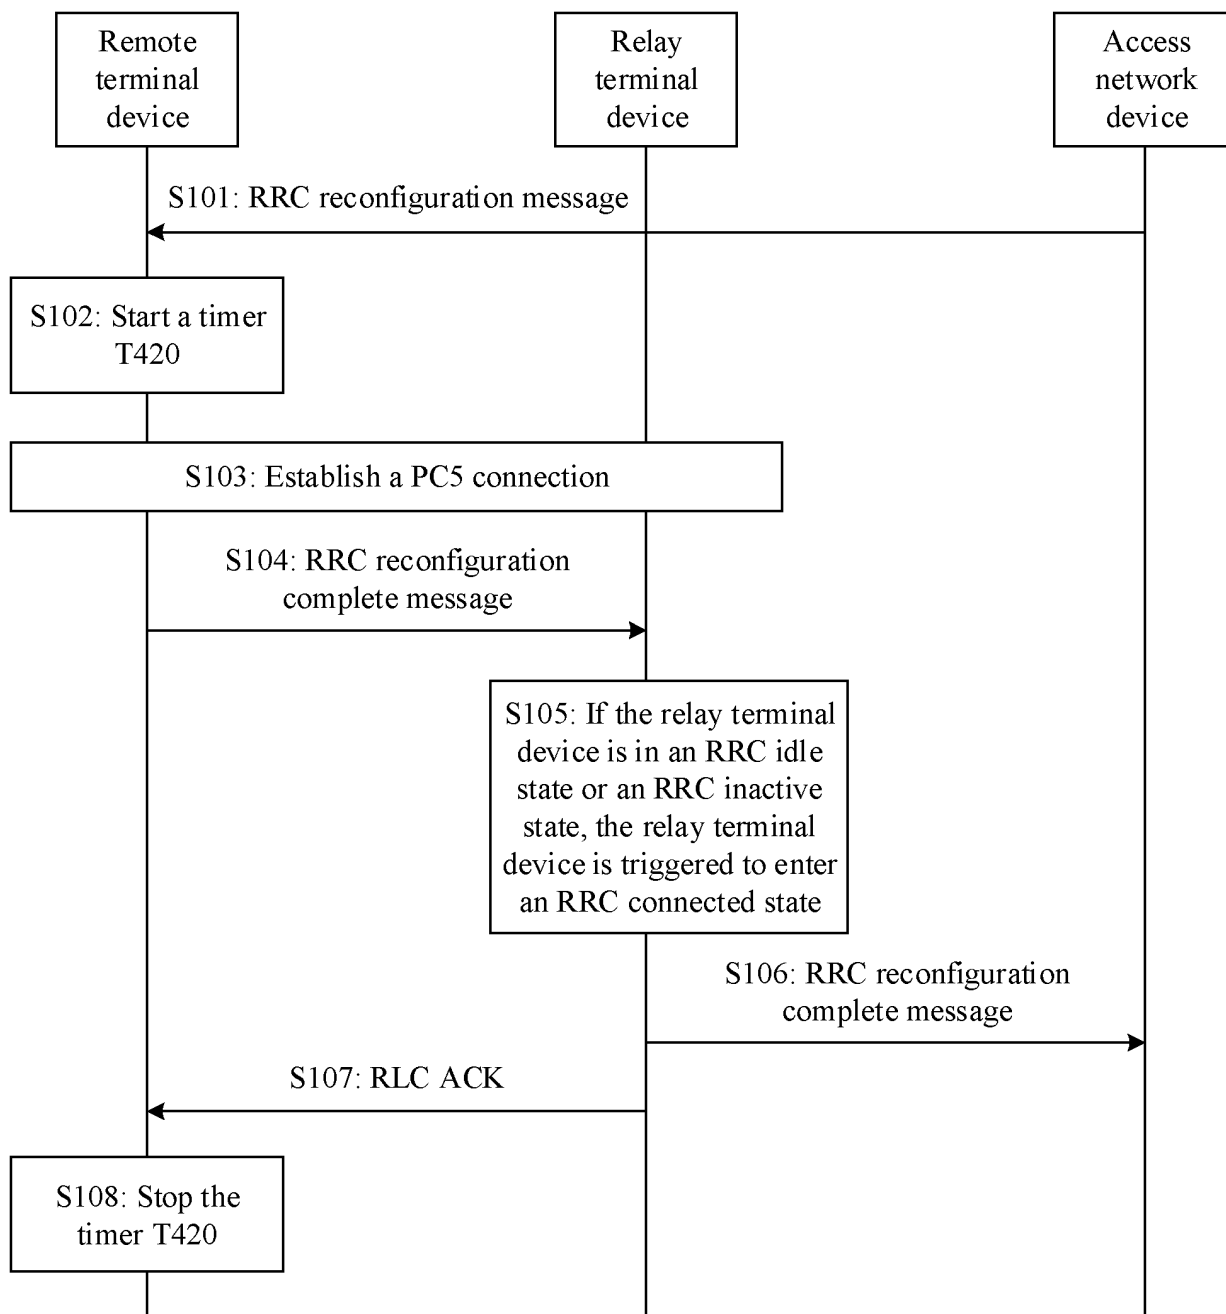 Remote
terminal
device
Relay
terminal
device
Access
network
device
S101: RRC reconfiguration message
S102: Start a timer
T420
S103: Establish a PC5 connection
S104: RRC reconfiguration
complete message
S105: If the relay terminal
device is in an RRC idle
state or an RRC inactive
state, the relay terminal
device is triggered to enter
an RRC connected state
S106: RRC reconfiguration
complete message
S107: RLC ACK
S108: Stop the
timer T420